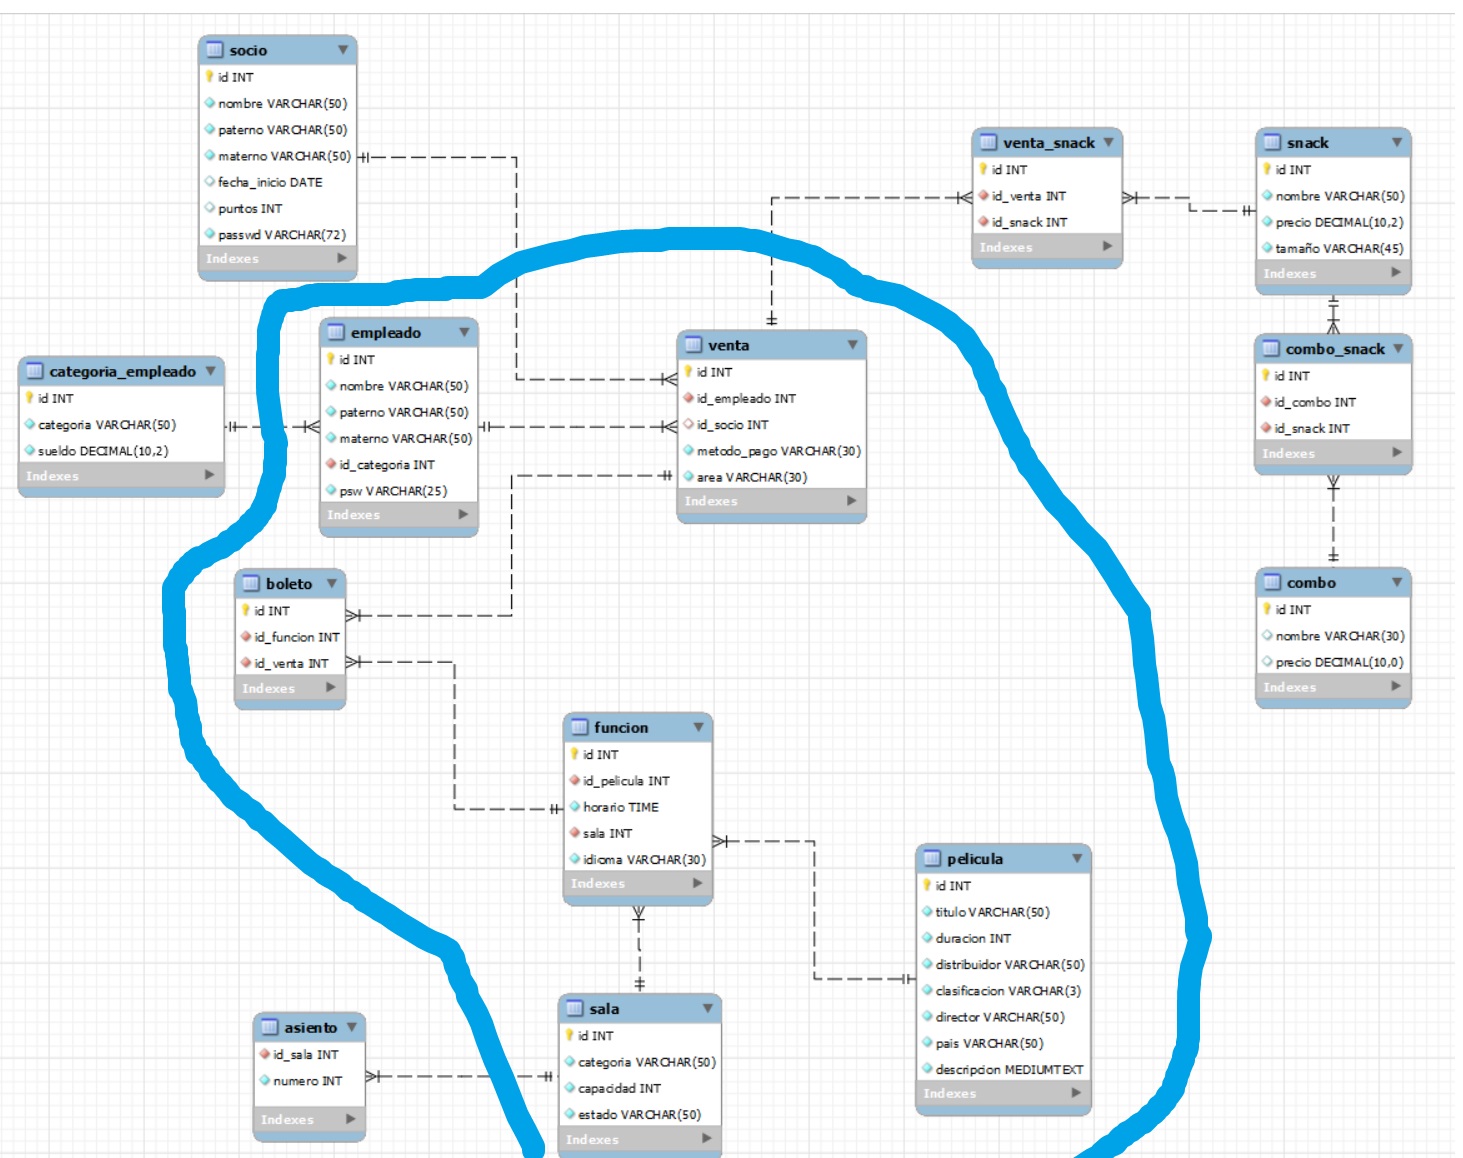 socio
id INT
nombre VARCHAR(50)
paterno VARCHAR(50)
materno VARCHAR(50)
fecha_inicio DATE
puntos INT
passwd VARCHAR(72)
Indexes
venta_snack
id INT
id_venta INT
id_snack INT
Indexes
snack
id INT
nombre VARCHAR(50)
precio DECIMAL(10,2)
tamaño VARCHAR(45)
Indexes
categoria_empleado
id INT
categoria VARCHAR(50)
sueldo DECIMAL(10,2)
Indexes
empleado
id INT
nombre VARCHAR(50)
paterno VARCHAR(50)
materno VARCHAR(50)
id_categoria INT
psw VARCHAR(25)
Indexes
venta
id INT
id_empleado INT
id_socio INT
metodo_pago VARCHAR(30)
area VARCHAR(30)
Indexes
combo_snack
id INT
id_combo INT
id_snack INT
Indexes
boleto
id INT
id_funcion INT
id_venta INT
Indexes
combo
id INT
nombre VARCHAR(30)
precio DECIMAL(10,0)
Indexes
funcion
id INT
id_pelicula INT
horario TIME
sala INT
idioma VARCHAR(30)
Indexes
pelicula
id INT
titulo VARCHAR(50)
duracion INT
distribuidor VARCHAR(50)
clasificacion VARCHAR(3)
director VARCHAR(50)
pais VARCHAR(50)
descripcion MEDIUMTEXT
Indexes
asiento
id_sala INT
numero INT
Indexes
sala
id INT
categoria VARCHAR(50)
capacidad INT
estado VARCHAR(50)
Indexes